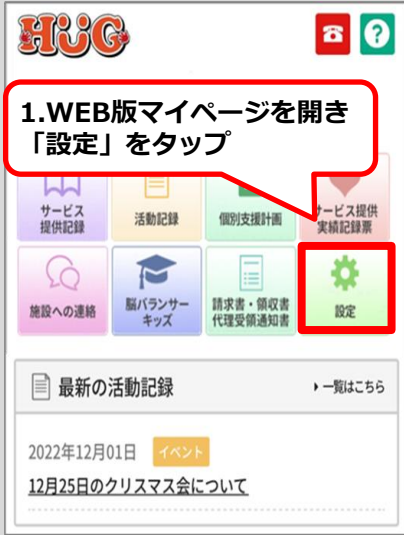 HUG
?
1.WEB版マイページを開き
「設定」をタップ
サービス
提供記録
活動記録
個別支援計画
サービス提供
実績記録票
施設への連絡
脳バランサー
キッズ
請求書・領収書
代理受領通知書
設定
最新の活動記録
一覧はこちら
2022年12月01日 イベント
12月25日のクリスマス会について